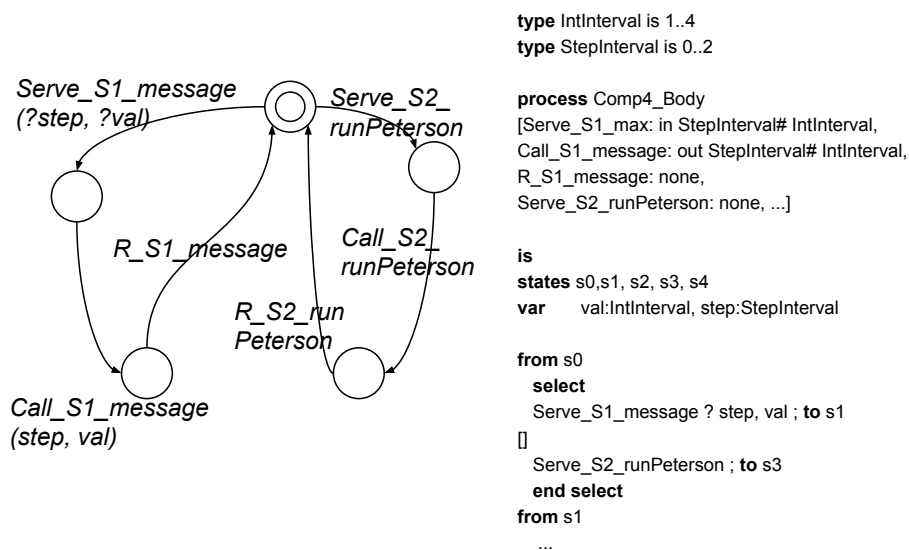 Serve_S1_message
(?step, ?val)
Serve_S2_
runPeterson
R_S1_message
Call_S2_
runPeterson
R_S2_run
Peterson
Call_S1_message
(step, val)
type IntInterval is 1..4
type StepInterval is 0..2
process Comp4_Body
[Serve_S1_max: in StepInterval# IntInterval,
Call_S1_message: out StepInterval# IntInterval,
R_S1_message: none,
Serve_S2_runPeterson: none, ...]
is
states s0,s1, s2, s3, s4
var val:IntInterval, step:StepInterval
from s0
select
Serve_S1_message ? step, val ; to s1
[]
Serve_S2_runPeterson ; to s3
end select
from s1
...